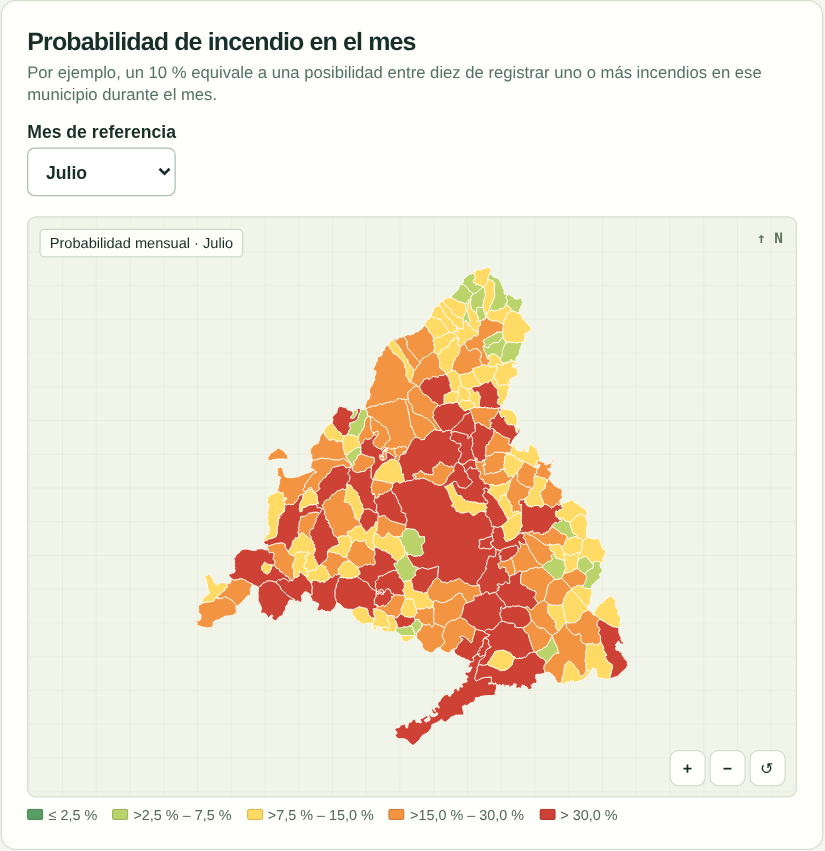 Probabilidad de incendio en el mes
Por ejemplo, un 10 % equivale a una posibilidad entre diez de registrar uno o más incendios en ese
municipio durante el mes.
Mes de referencia
Julio
Probabilidad mensual · Julio
↑ N
+ − ↺
≤ 2,5 % >2,5 % – 7,5 % >7,5 % – 15,0 % >15,0 % – 30,0 % > 30,0 %